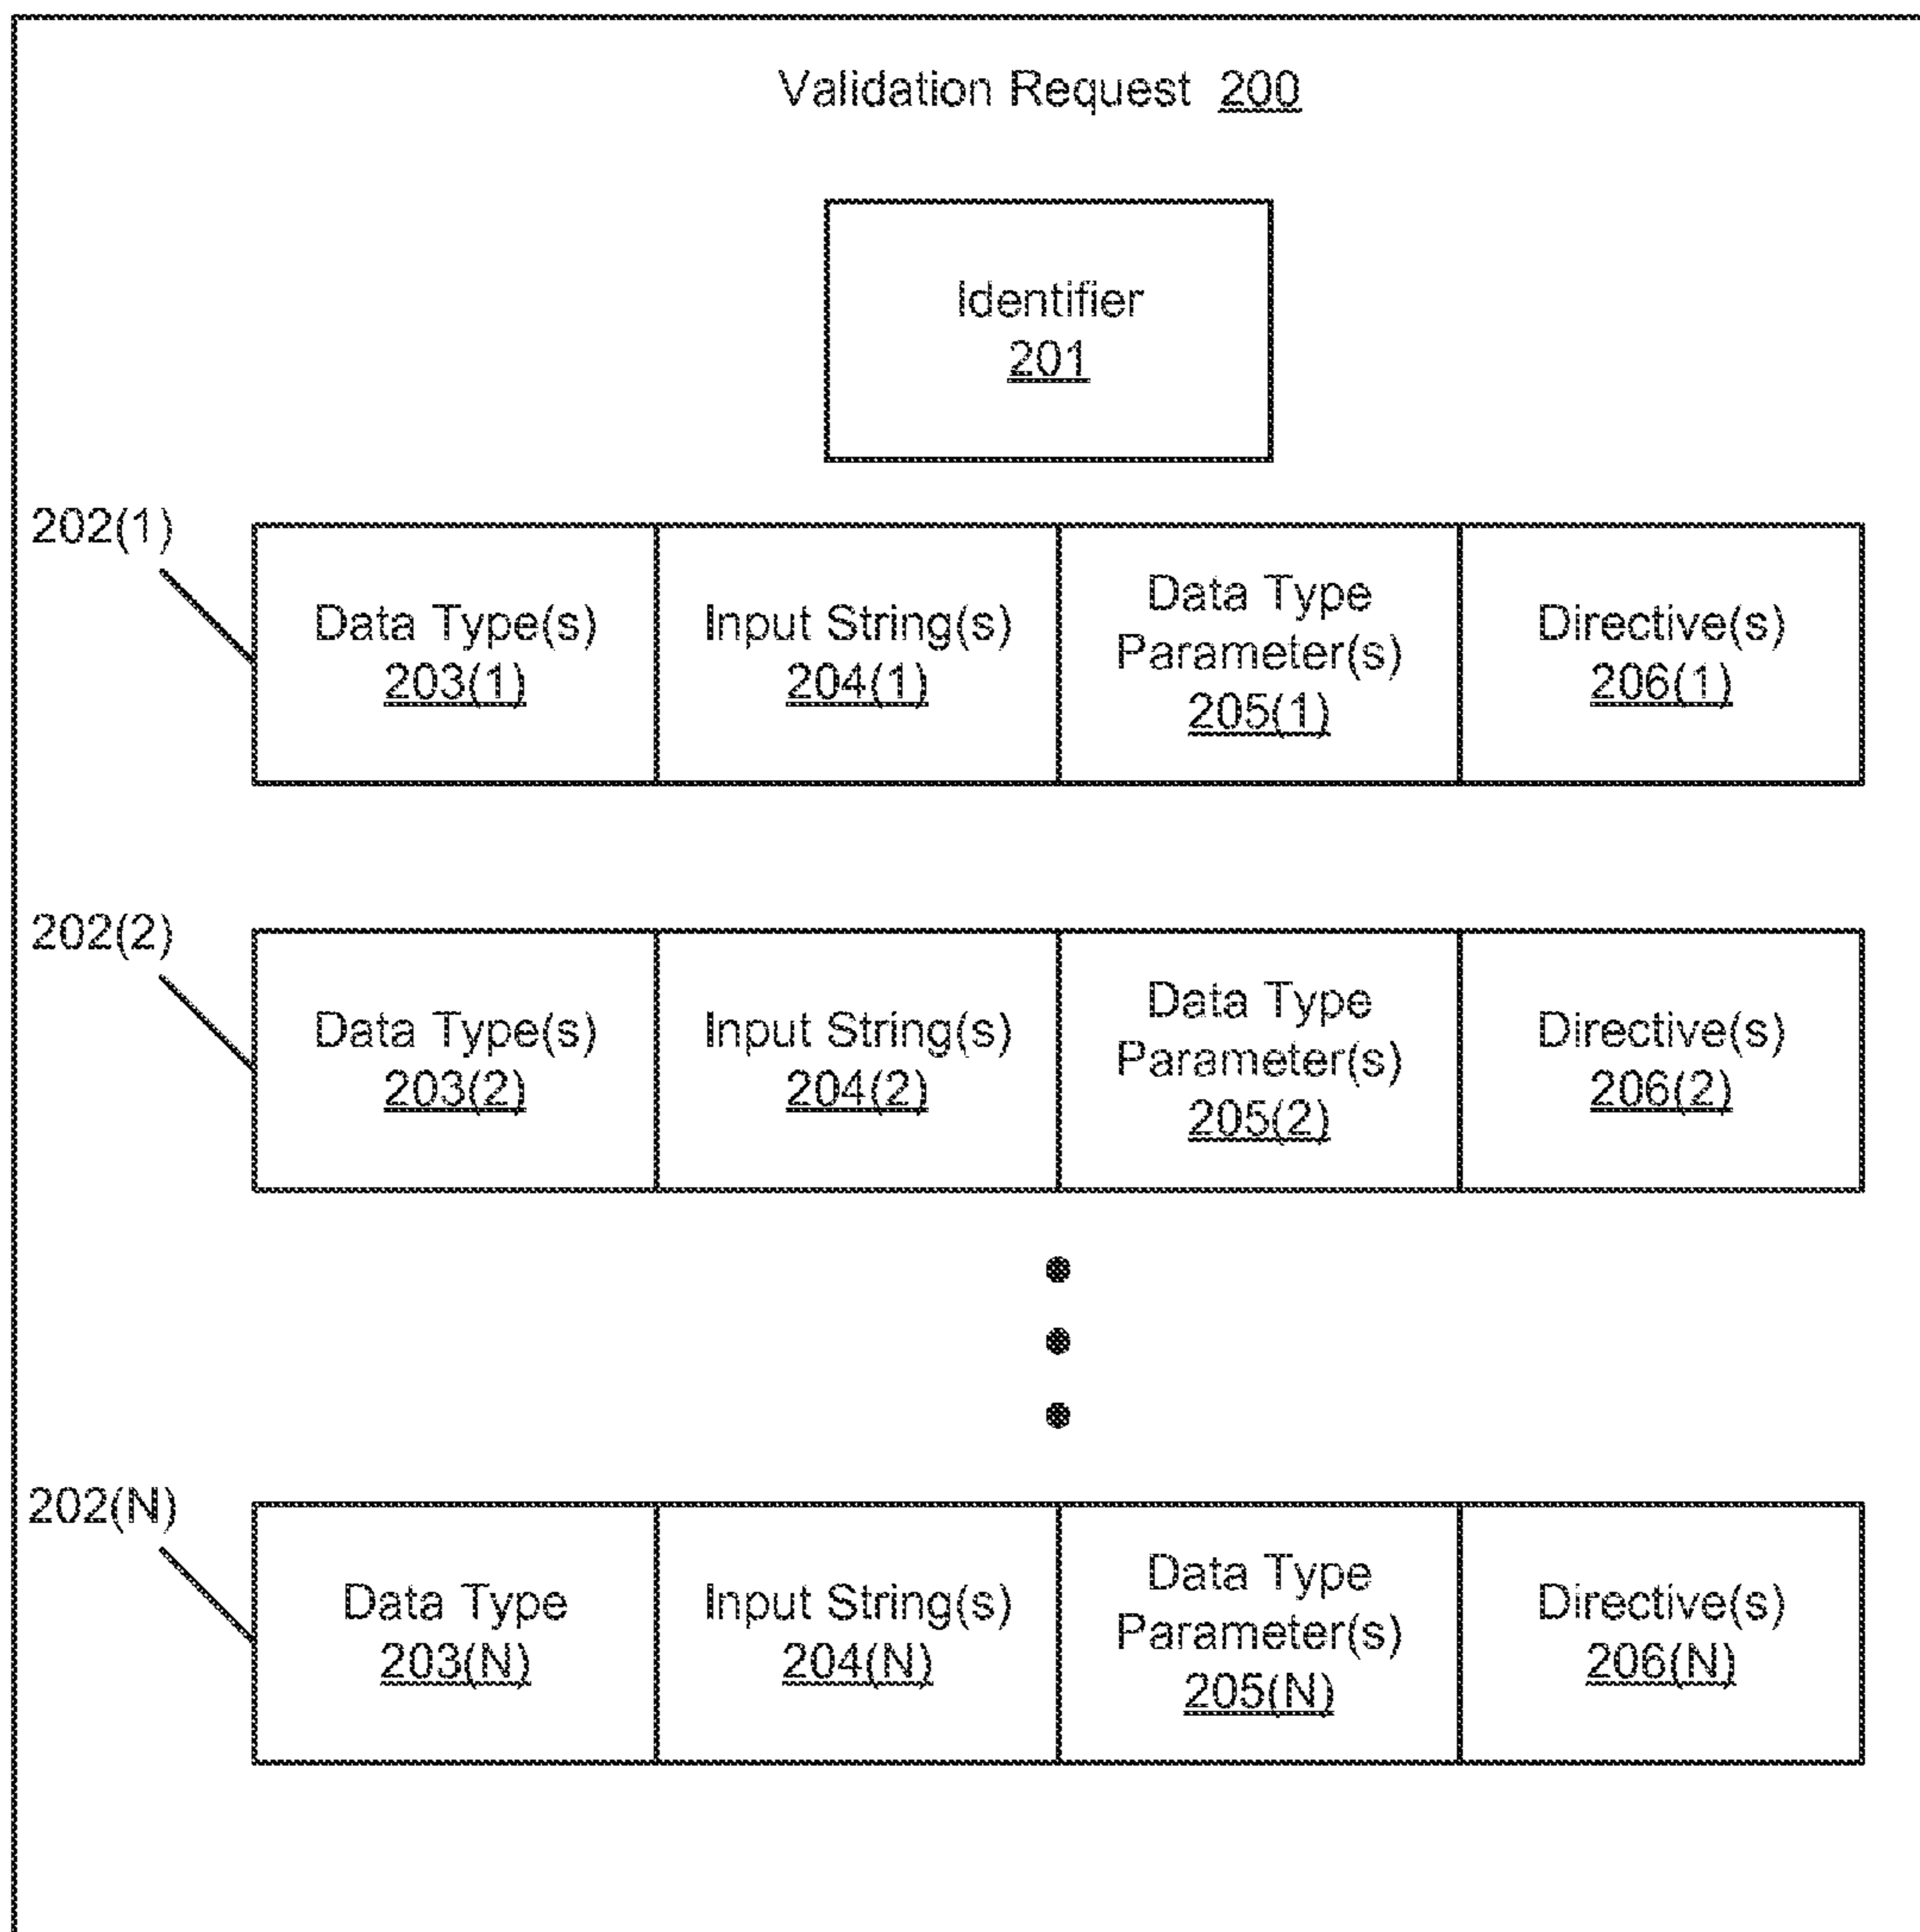 Validation Request 200
Identifier
201
202(1)
Data Type(s)
203(1)
Input String(s)
204(1)
Data Type
Parameter(s)
205(1)
Directive(s)
206(1)
202(2)
Data Type(s)
203(2)
Input String(s)
204(2)
Data Type
Parameter(s)
205(2)
Directive(s)
206(2)
202(N)
Data Type
203(N)
Input String(s)
204(N)
Data Type
Parameter(s)
205(N)
Directive(s)
206(N)